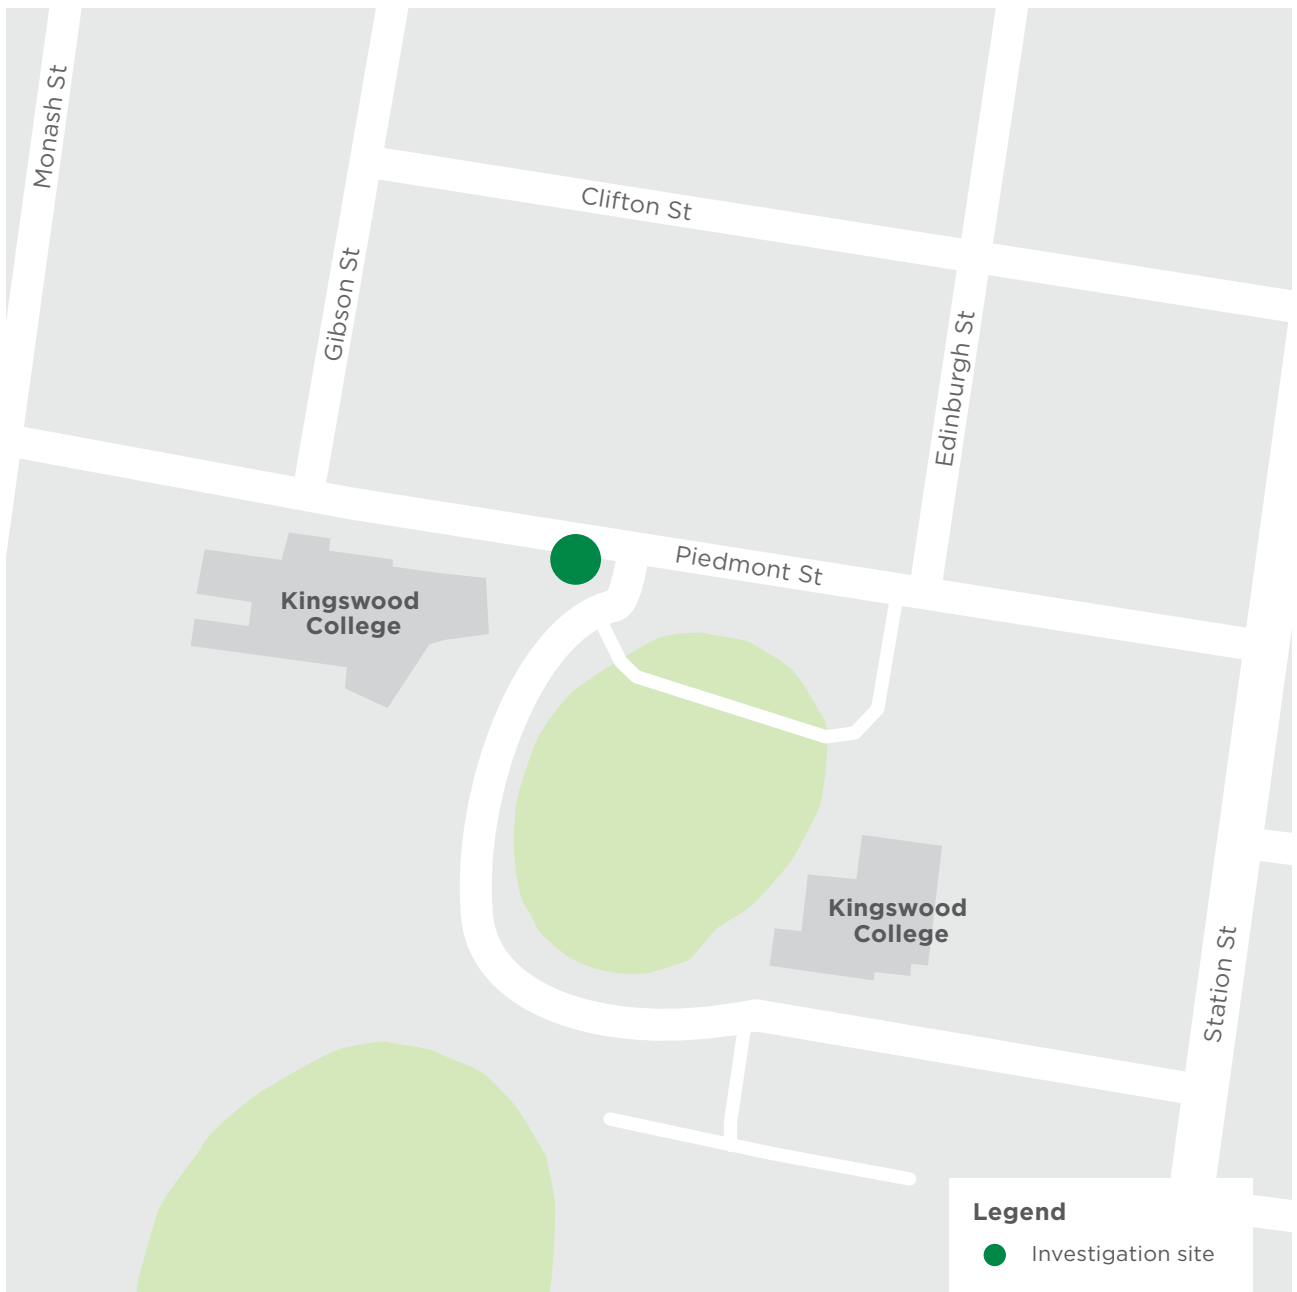 Monash St
Clifton St
Gibson St
Edinburgh St
Piedmont St
Kingswood
College
Kingswood
College
Station St
Legend
Investigation site